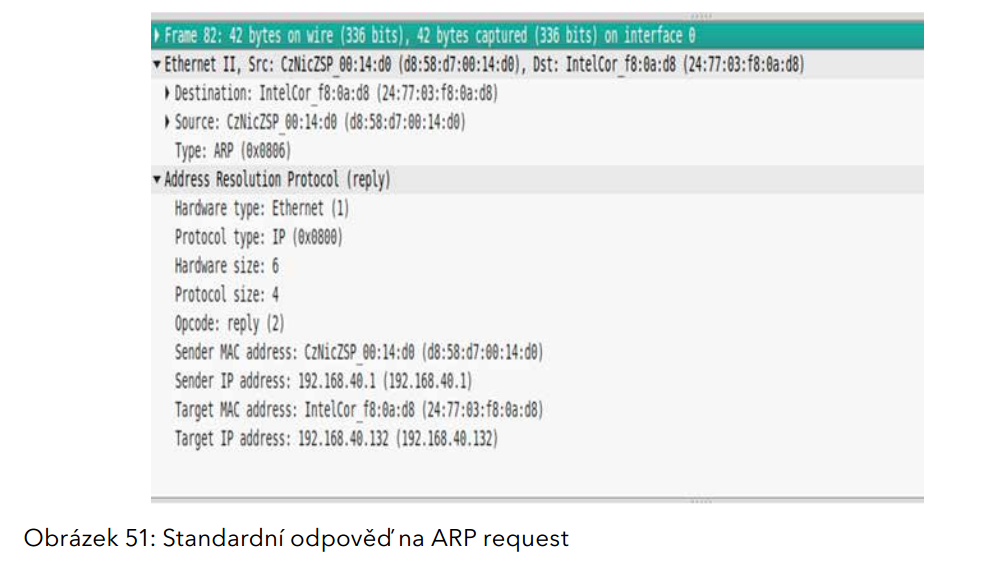 Frame 82: 42 bytes on wire (336 bits), 42 bytes captured (336 bits) on interface 0
Ethernet II, Src: CzNicZSP_00:14:d0 (d8:58:d7:00:14:d0), Dst: IntelCor_f8:0a:d8 (24:77:03:f8:0a:d8)
Destination: IntelCor_f8:0a:d8 (24:77:03:f8:0a:d8)
Source: CzNicZSP_00:14:d0 (d8:58:d7:00:14:d0)
Type: ARP (0x0806)
Address Resolution Protocol (reply)
Hardware type: Ethernet (1)
Protocol type: IP (0x0800)
Hardware size: 6
Protocol size: 4
Opcode: reply (2)
Sender MAC address: CzNicZSP_00:14:d0 (d8:58:d7:00:14:d0)
Sender IP address: 192.168.40.1 (192.168.40.1)
Target MAC address: IntelCor_f8:0a:d8 (24:77:03:f8:0a:d8)
Target IP address: 192.168.40.132 (192.168.40.132)
Obrázek 51: Standardní odpověď na ARP request